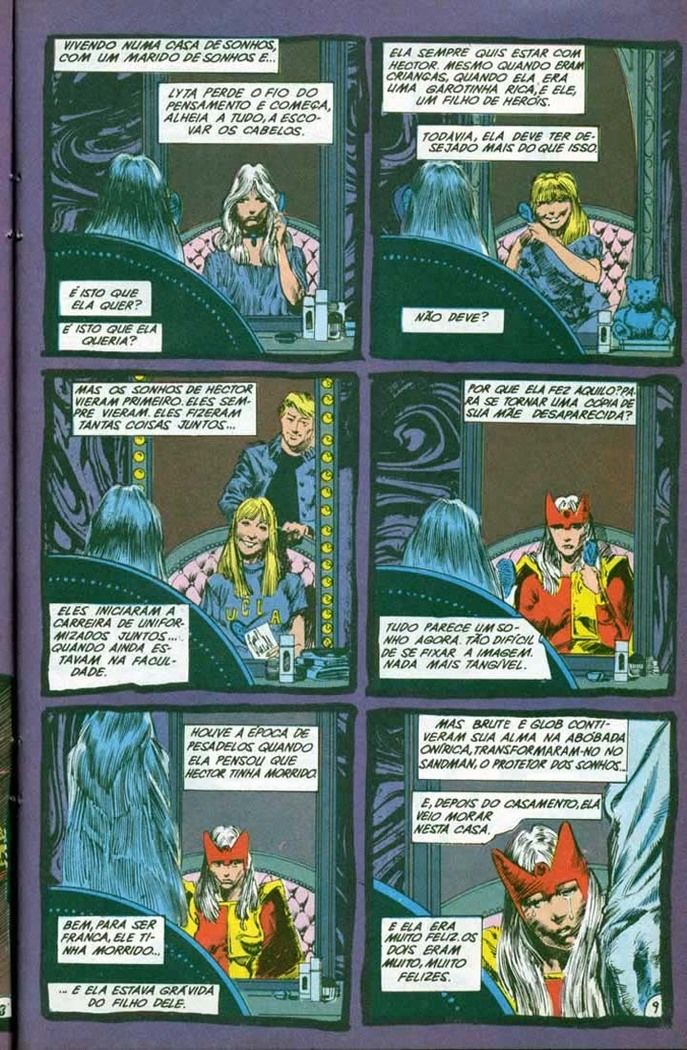 VIVENDO NUMA CASA DE SONHOS,
COM UM MARIDO DE SONHOS E...
LYTA PERDE O FIO DO
PENSAMENTO E COMEÇA,
ALHEIA A TUDO, A ESCO-
VAR OS CABELOS.
É ISTO QUE
ELA QUER?
É ISTO QUE ELA
QUERIA?
ELA SEMPRE QUIS ESTAR COM
HECTOR. MESMO QUANDO ERAM
CRIANÇAS, QUANDO ELA ERA
UMA GAROTINHA RICA, E ELE,
UM FILHO DE HERÓIS.
TODAVIA, ELA DEVE TER DE-
SEJADO MAIS DO QUE ISSO.
NÃO DEVE?
MAS OS SONHOS DE HECTOR
VIERAM PRIMEIRO. ELES SEM-
PRE VIERAM. ELES FIZERAM
TANTAS COISAS JUNTOS...
UCLA
ELES INICIARAM A
CARREIRA DE UNIFOR-
MIZADOS JUNTOS...
QUANDO AINDA ES-
TAVAM NA FACUL-
DADE.
POR QUE ELA FEZ AQUILO? PA-
RA SE TORNAR UMA CÓPIA DE
SUA MÃE DESAPARECIDA?
TUDO PARECE UM SO-
NHO AGORA. TÃO DIFÍCIL
DE SE FIXAR A IMAGEM.
NADA MAIS TANGÍVEL.
HOUVE A ÉPOCA DE
PESADELOS QUANDO
ELA PENSOU QUE
HECTOR TINHA MORRIDO.
BEM, PARA SER
FRANCA, ELE TI-
NHA MORRIDO...
... E ELA ESTAVA GRÁVIDA
DO FILHO DELE.
MAS BRUTE E GLOB CONTI-
VERAM SUA ALMA NA ABÓBADA
ONÍRICA, TRANSFORMARAM-NO NO
SANDMAN, O PROTETOR DOS SONHOS...
E, DEPOIS DO CASAMENTO, ELA
VEIO MORAR
NESTA CASA.
E ELA ERA
MUITO FELIZ. OS
DOIS ERAM
MUITO, MUITO
FELIZES.
9